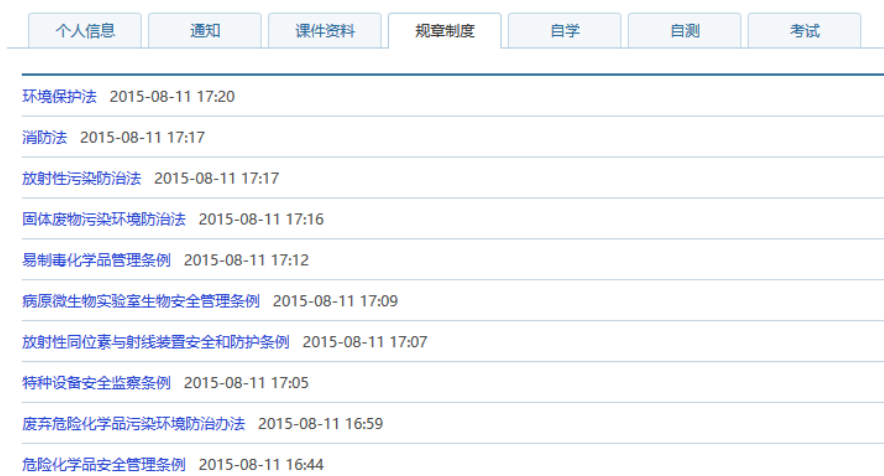 个人信息 通知 课件资料 规章制度 自学 自测 考试
环境保护法 2015-08-11 17:20
消防法 2015-08-11 17:17
放射性污染防治法 2015-08-11 17:17
固体废物污染环境防治法 2015-08-11 17:16
易制毒化学品管理条例 2015-08-11 17:12
病原微生物实验室生物安全管理条例 2015-08-11 17:09
放射性同位素与射线装置安全和防护条例 2015-08-11 17:07
特种设备安全监察条例 2015-08-11 17:05
废弃危险化学品污染环境防治办法 2015-08-11 16:59
危险化学品安全管理条例 2015-08-11 16:44